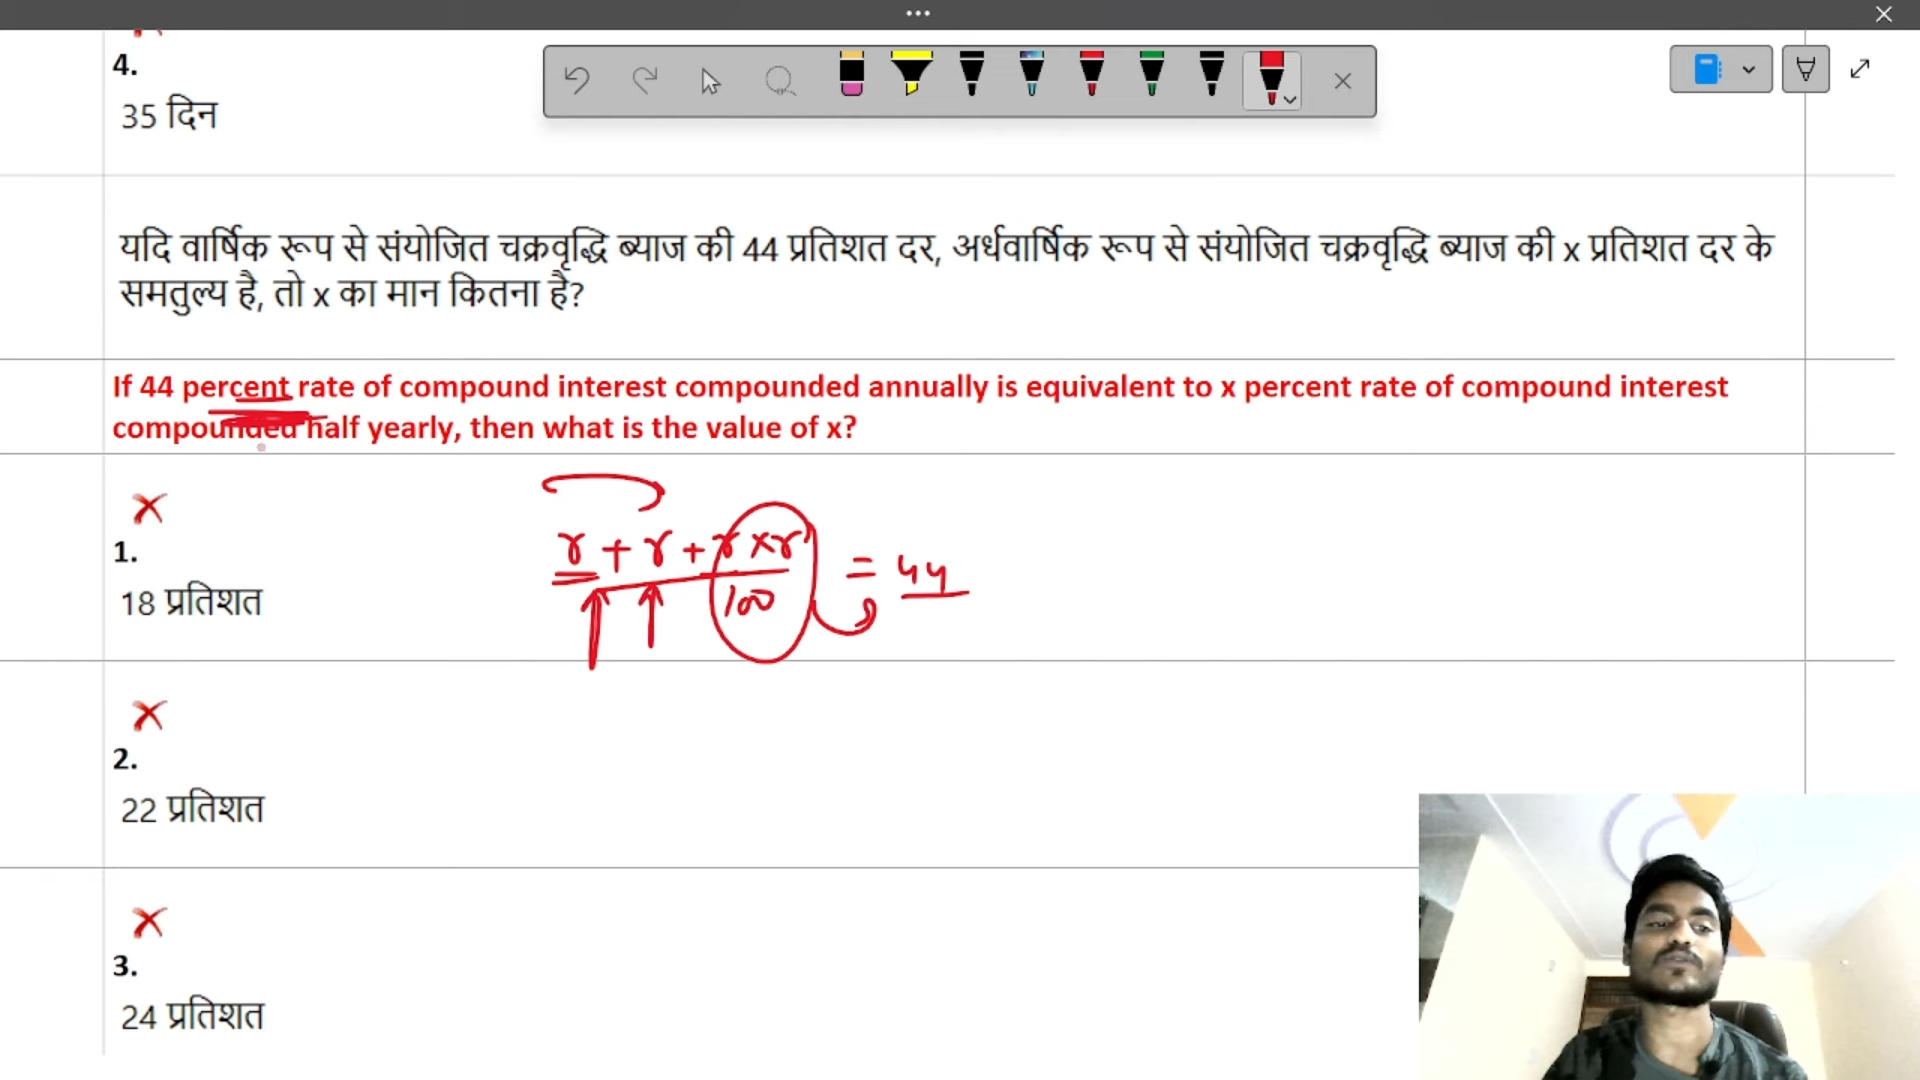 4.
35 दिन
यदि वार्षिक रूप से संयोजित चक्रवृद्धि ब्याज की 44 प्रतिशत दर, अर्धवार्षिक रूप से संयोजित चक्रवृद्धि ब्याज की x प्रतिशत दर के
समतुल्य है, तो x का मान कितना है?
If 44 percent rate of compound interest compounded annually is equivalent to x percent rate of compound interest
compounded half yearly, then what is the value of x?
r + r + r×r/100 = 44
1.
18 प्रतिशत
2.
22 प्रतिशत
3.
24 प्रतिशत